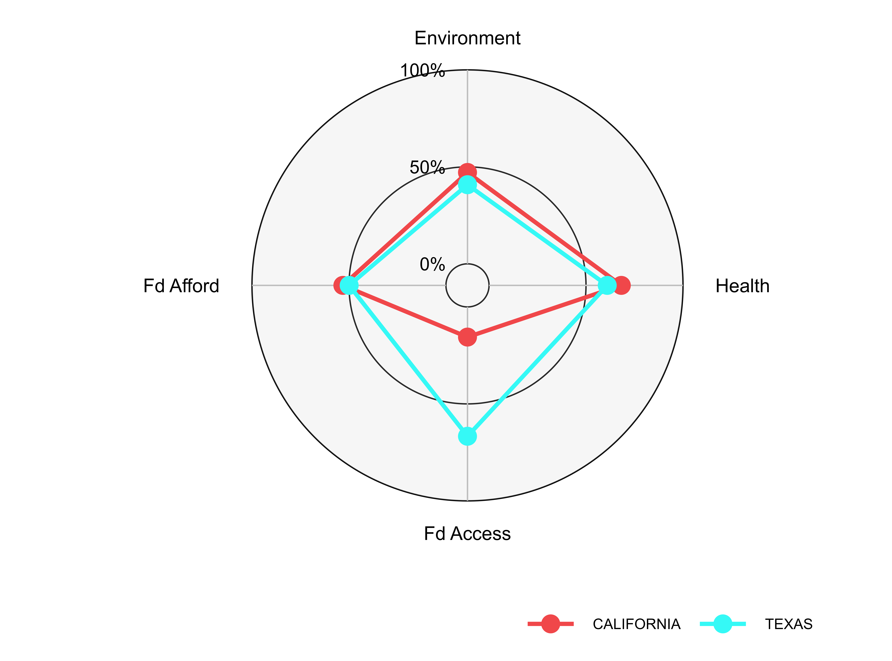 Environment
100%
50%
0%
Fd Afford
Health
Fd Access
CALIFORNIA
TEXAS